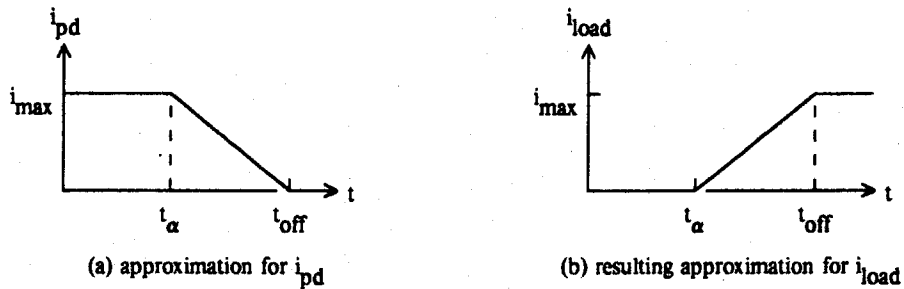 i_pd
i_max
t_α
t_off
t
(a) approximation for i_pd
i_load
i_max
t_α
t_off
t
(b) resulting approximation for i_load